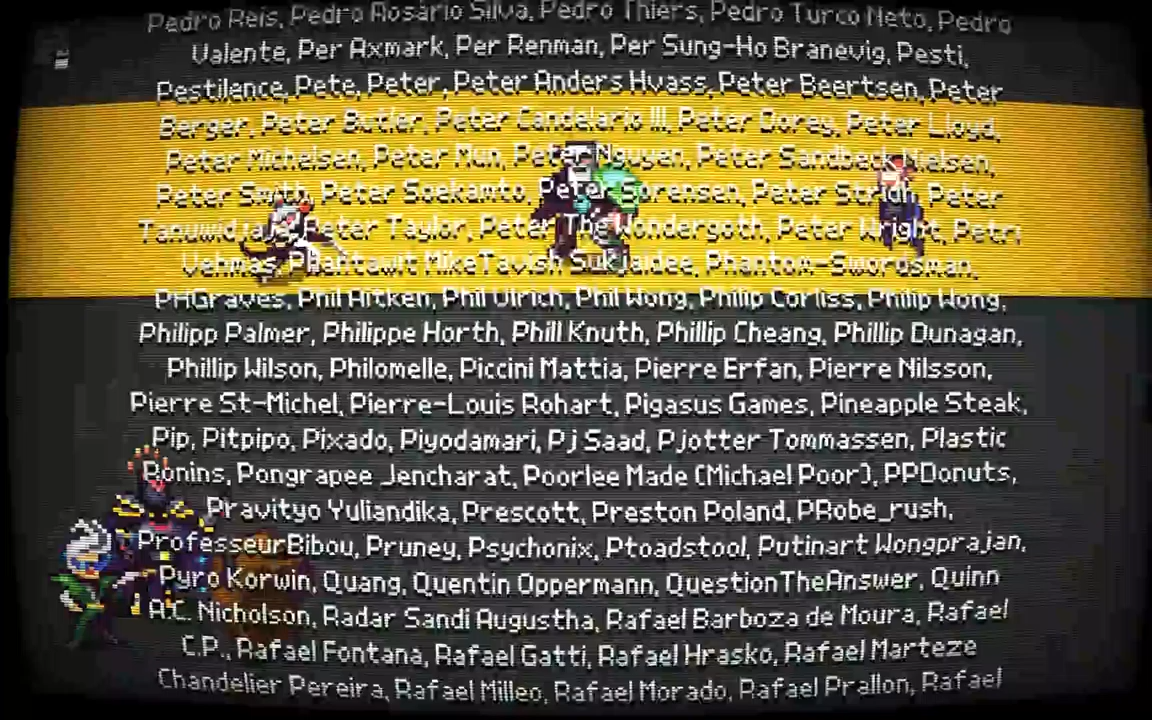 Pedro Reis, Pedro Rosário Silva, Pedro Thiers, Pedro Turco Neto, Pedro
Valente, Per Axmark, Per Renman, Per Sung-Ho Branevig, Pesti,
Pestilence, Pete, Peter, Peter Anders Hvass, Peter Beertsen, Peter
Berger, Peter Butler, Peter Candelario III, Peter Dorey, Peter Lloyd,
Peter Michelsen, Peter Mun, Peter Nguyen, Peter Sandbeck Nielsen,
Peter Smith, Peter Soekamto, Peter Sorensen, Peter Stridh, Peter
Tanuwidjaja, Peter Taylor, Peter The Wondergoth, Peter Wright, Petri
Vehmas, Phantawit MikeTavish Sukjaidee, Phantom-Swordsman,
PHGraves, Phil Aitken, Phil Ulrich, Phil Wong, Philip Corliss, Philip Wong,
Philipp Palmer, Philippe Horth, Phill Knuth, Phillip Cheang, Phillip Dunagan,
Phillip Wilson, Philomelle, Piccini Mattia, Pierre Erfan, Pierre Nilsson,
Pierre St-Michel, Pierre-Louis Rohart, Pigasus Games, Pineapple Steak,
Pip, Pitpipo, Pixado, Piyodamari, Pj Saad, Pjotter Tommassen, Plastic
Ronins, Pongrapee Jencharat, Poorlee Made (Michael Poor), PPDonuts,
Pravityo Yuliandika, Prescott, Preston Poland, PRobe_rush,
ProfesseurBibou, Pruney, Psychonix, Ptoadstool, Putinart Wongprajan,
Pyro Korwin, Quang, Quentin Oppermann, QuestionTheAnswer, Quinn
A.C. Nicholson, Radar Sandi Augustha, Rafael Barboza de Moura, Rafael
C.P., Rafael Fontana, Rafael Gatti, Rafael Hrasko, Rafael Marteze
Chandelier Pereira, Rafael Milleo, Rafael Morado, Rafael Prallon, Rafael